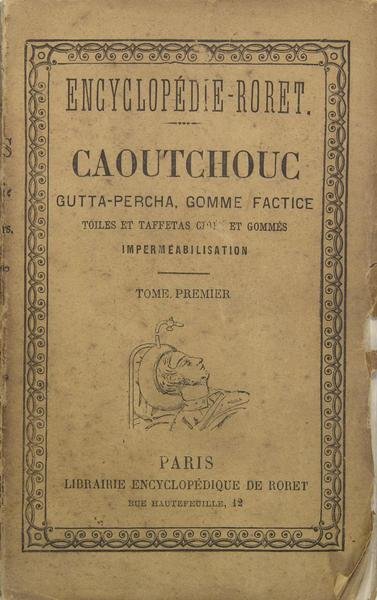 ENCYCLOPÉDIE-RORET.
CAOUTCHOUC
GUTTA-PERCHA, GOMME FACTICE
TOILES ET TAFFETAS ET GOMMÉS
IMPERMÉABILISATION
TOME PREMIER
PARIS
LIBRAIRIE ENCYCLOPÉDIQUE DE RORET
RUE HAUTEFEUILLE, 12